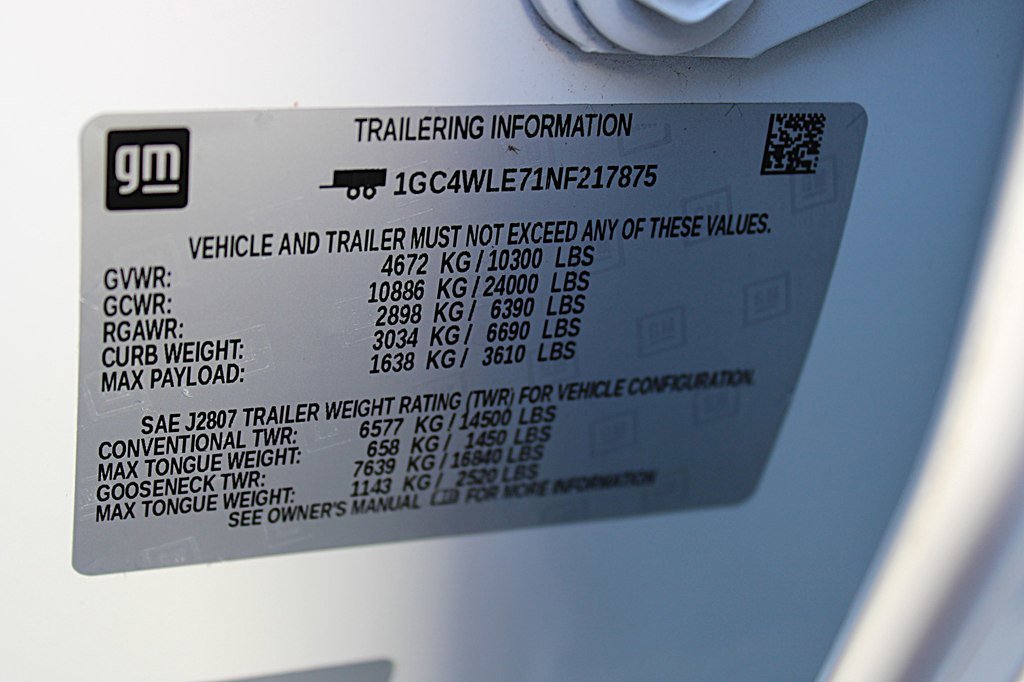 gm
TRAILERING INFORMATION
1GC4WLE71NF217875
VEHICLE AND TRAILER MUST NOT EXCEED ANY OF THESE VALUES.
GVWR: 4672 KG / 10300 LBS
GCWR: 10886 KG / 24000 LBS
RGAWR: 2898 KG / 6390 LBS
CURB WEIGHT: 3034 KG / 6690 LBS
MAX PAYLOAD: 1638 KG / 3610 LBS
SAE J2807 TRAILER WEIGHT RATING (TWR) FOR VEHICLE CONFIGURATION.
CONVENTIONAL TWR: 6577 KG / 14500 LBS
MAX TONGUE WEIGHT: 658 KG / 1450 LBS
GOOSENECK TWR: 7639 KG / 16840 LBS
MAX TONGUE WEIGHT: 1143 KG / 2520 LBS
SEE OWNER'S MANUAL FOR MORE INFORMATION